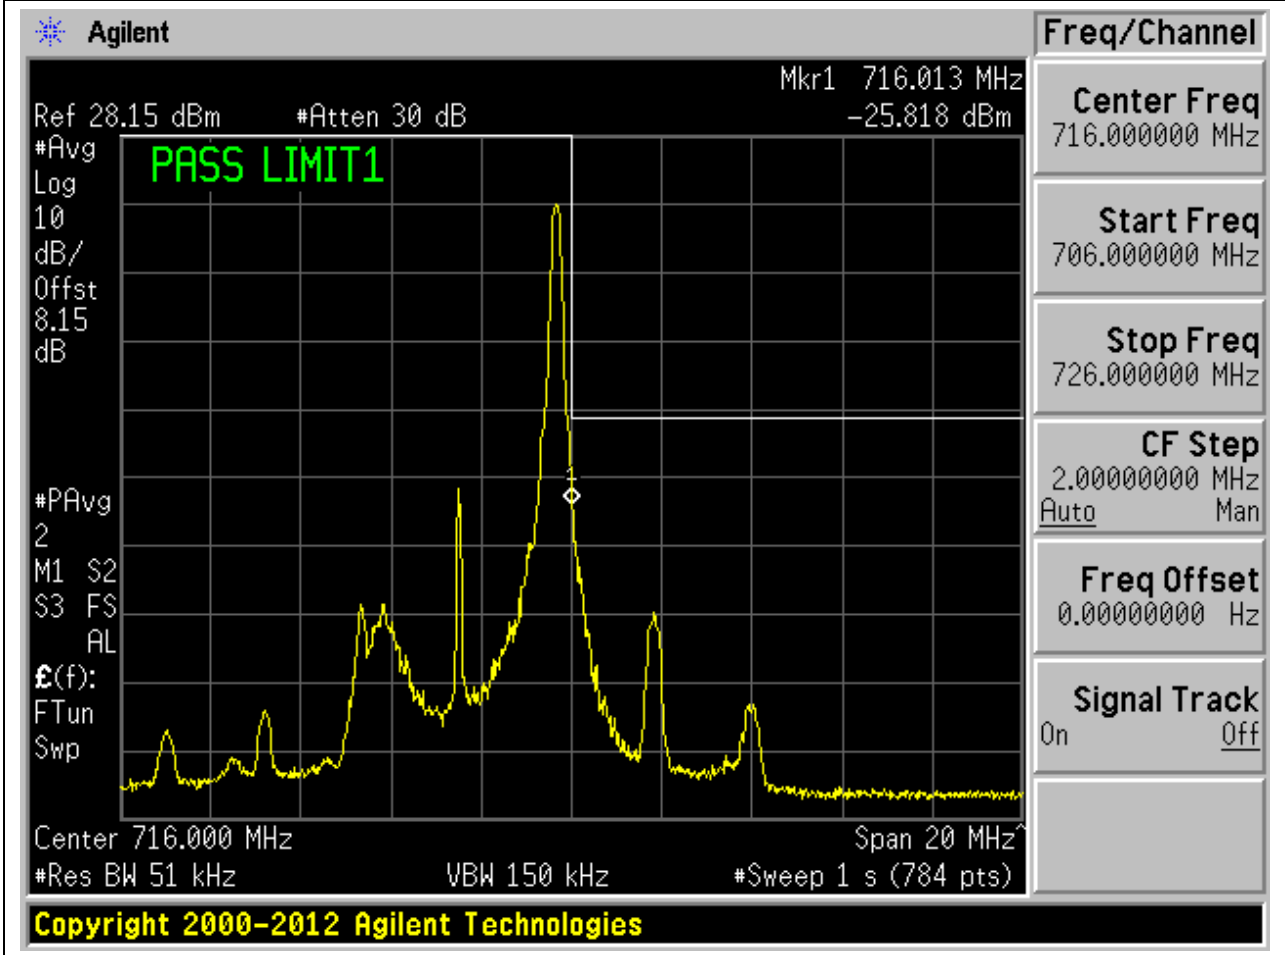 Agilent
Freq/Channel
Mkr1 716.013 MHz
Ref 28.15 dBm #Atten 30 dB -25.818 dBm
#Avg
Log
10
dB/
Offst
8.15
dB
PASS LIMIT1
1
#PAvg
2
M1 S2
S3 FS
AL
£(f):
FTun
Swp
Center 716.000 MHz Span 20 MHz^
#Res BW 51 kHz VBW 150 kHz #Sweep 1 s (784 pts)
Center Freq
716.000000 MHz
Start Freq
706.000000 MHz
Stop Freq
726.000000 MHz
CF Step
2.00000000 MHz
Auto Man
Freq Offset
0.00000000 Hz
Signal Track
On Off
Copyright 2000-2012 Agilent Technologies